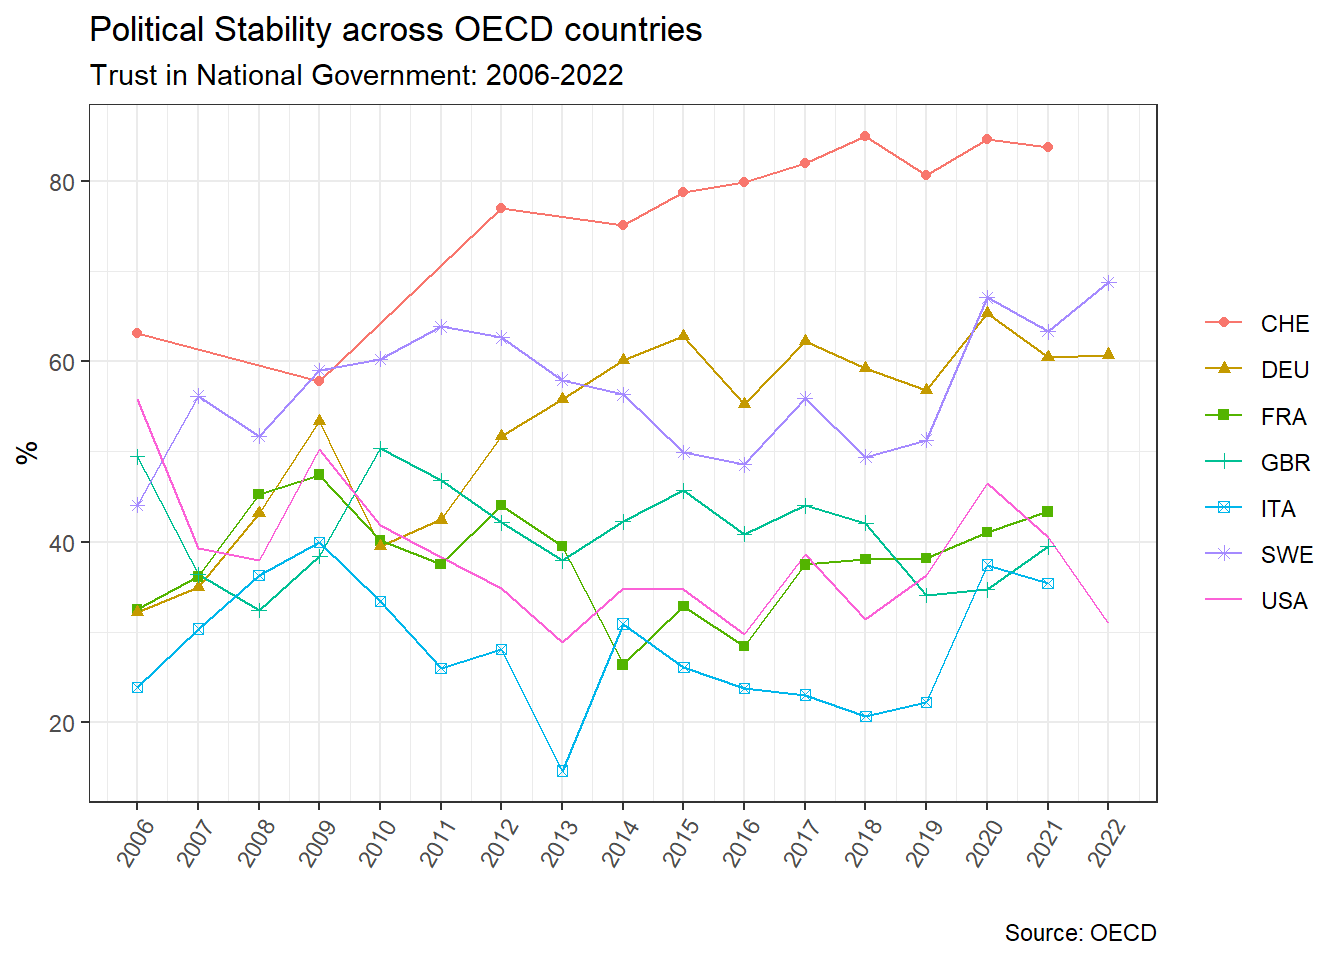 Political Stability across OECD countries
Trust in National Government: 2006-2022
%
80
60
40
20
2006
2007
2008
2009
2010
2011
2012
2013
2014
2015
2016
2017
2018
2019
2020
2021
2022
CHE
DEU
FRA
GBR
ITA
SWE
USA
Source: OECD